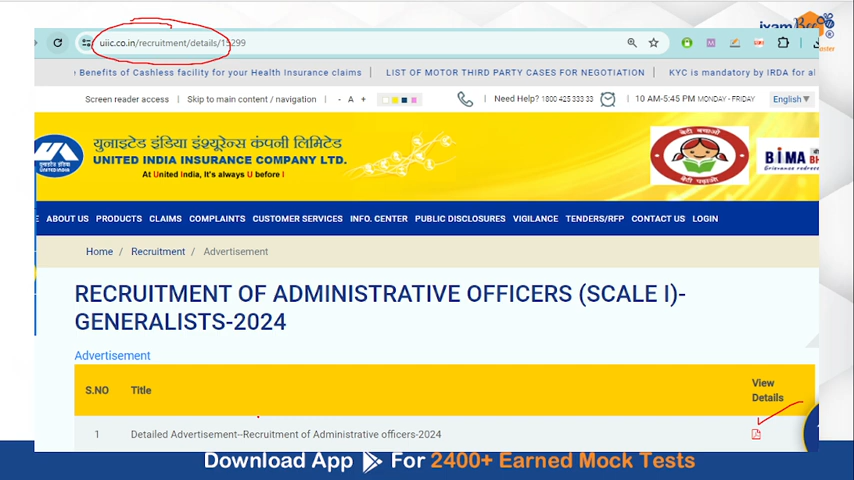 ixamBee
uiic.co.in/recruitment/details/15299
Benefits of Cashless facility for your Health Insurance claims | LIST OF MOTOR THIRD PARTY CASES FOR NEGOTIATION | KYC is mandatory by IRDA for al
Screen reader access | Skip to main content / navigation | - A + | Need Help? 1800 425 333 33 | 10 AM-5:45 PM MONDAY - FRIDAY English
युनाइटेड इंडिया इंश्यूरेन्स कंपनी लिमिटेड
UNITED INDIA INSURANCE COMPANY LTD.
At United India, It's always U before I
BIMA BH
ABOUT US PRODUCTS CLAIMS COMPLAINTS CUSTOMER SERVICES INFO. CENTER PUBLIC DISCLOSURES VIGILANCE TENDERS/RFP CONTACT US LOGIN
Home / Recruitment / Advertisement
RECRUITMENT OF ADMINISTRATIVE OFFICERS (SCALE I)-
GENERALISTS-2024
Advertisement
S.NO Title View
Details
1 Detailed Advertisement--Recruitment of Administrative officers-2024
Download App For 2400+ Earned Mock Tests